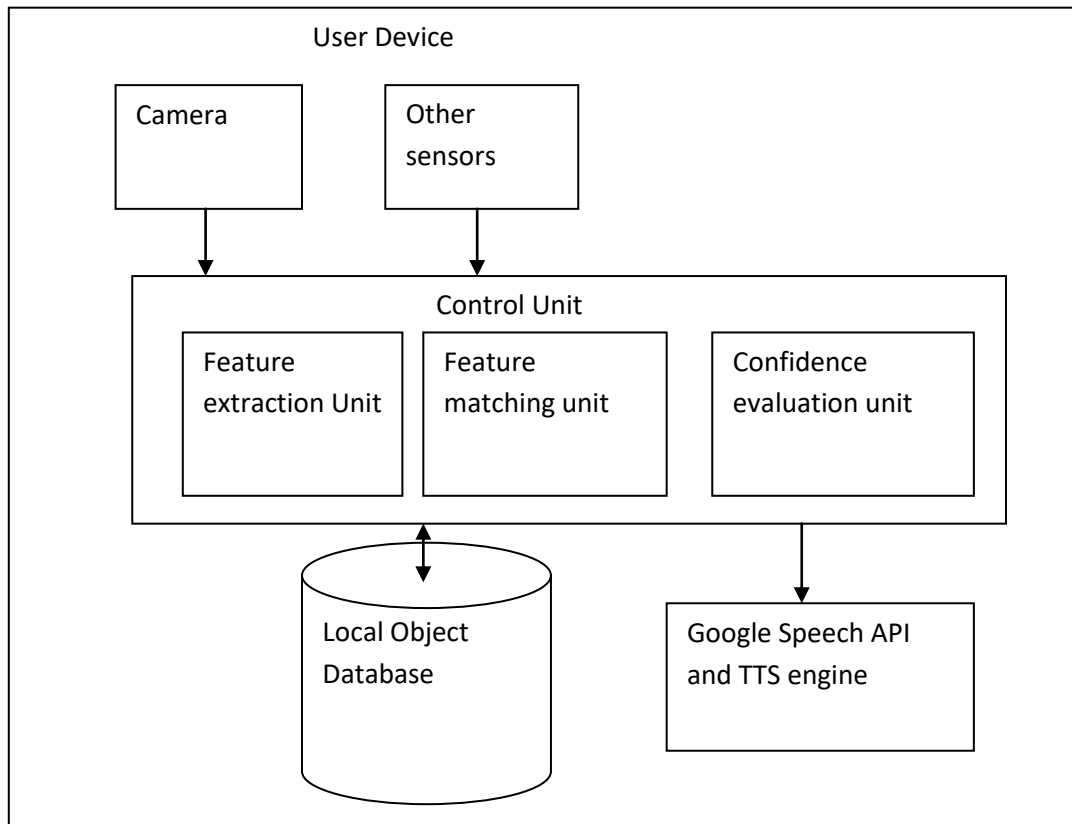 User Device
Camera
Other
sensors
Control Unit
Feature
extraction Unit
Feature
matching unit
Confidence
evaluation unit
Local Object
Database
Google Speech API
and TTS engine